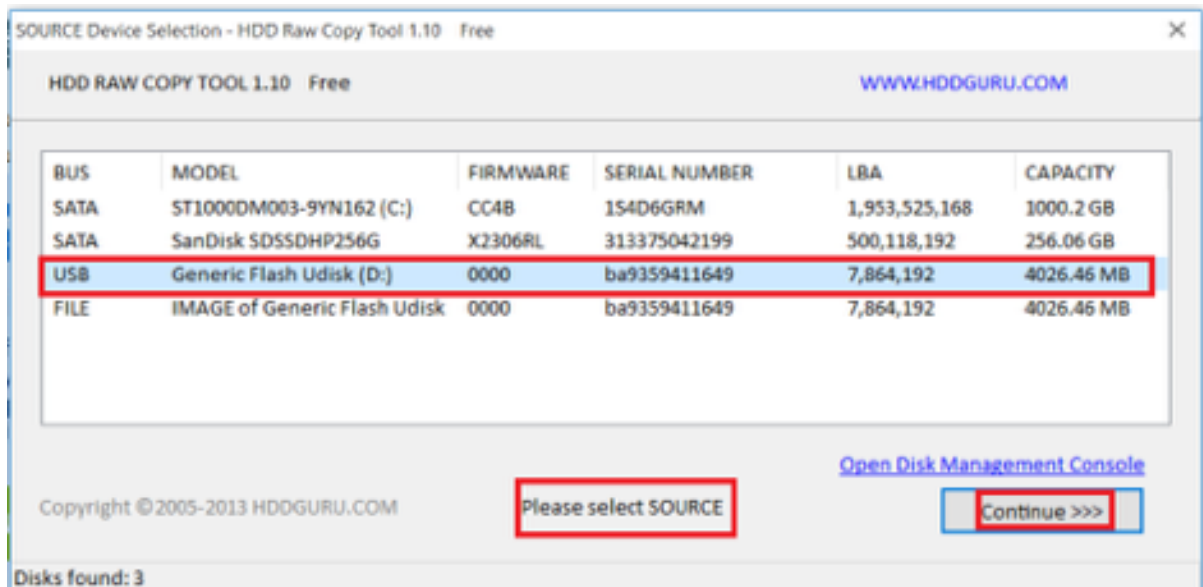 SOURCE Device Selection - HDD Raw Copy Tool 1.10 Free
HDD RAW COPY TOOL 1.10 Free WWW.HDDGURU.COM
BUS MODEL FIRMWARE SERIAL NUMBER LBA CAPACITY
SATA ST1000DM003-9YN162 (C:) CC4B 1S4D6GRM 1,953,525,168 1000.2 GB
SATA SanDisk SDSSDHP256G X2306RL 313375042199 500,118,192 256.06 GB
USB Generic Flash Udisk (D:) 0000 ba9359411649 7,864,192 4026.46 MB
FILE IMAGE of Generic Flash Udisk 0000 ba9359411649 7,864,192 4026.46 MB
Open Disk Management Console
Copyright ©2005-2013 HDDGURU.COM Please select SOURCE Continue >>>
Disks found: 3